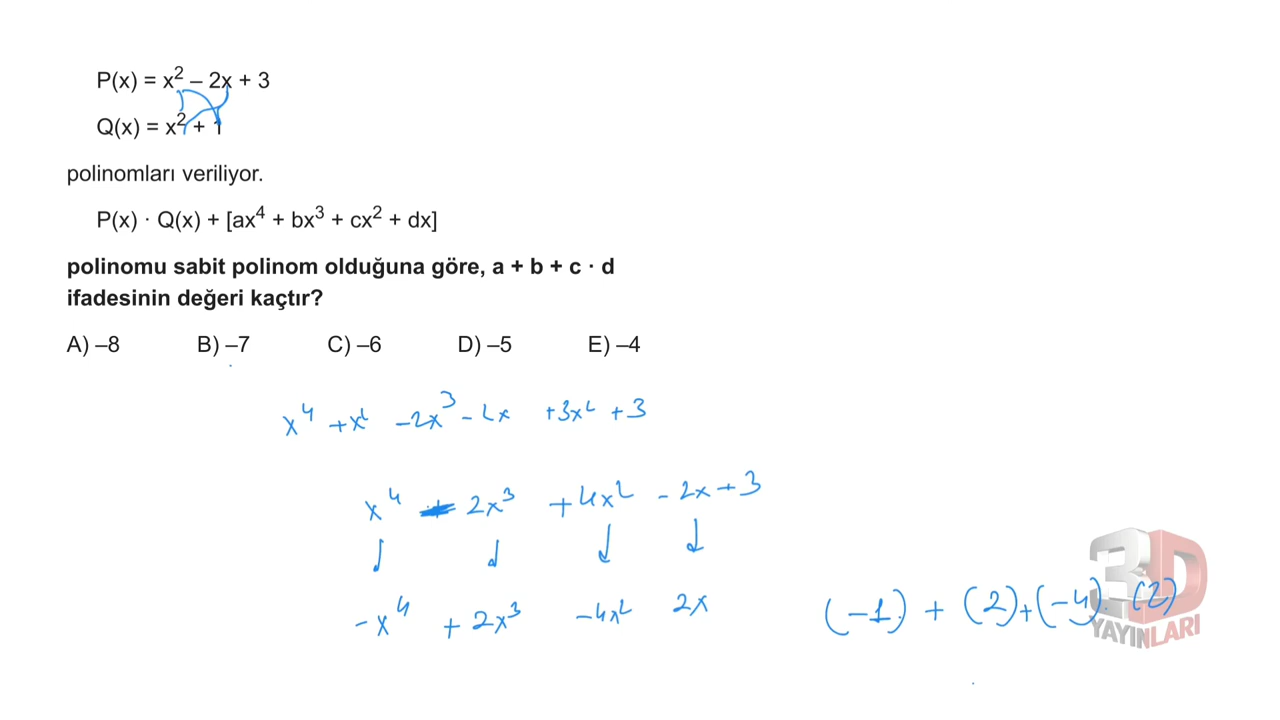 P(x) = x² – 2x + 3
Q(x) = x² + 1
polinomları veriliyor.
P(x) · Q(x) + [ax⁴ + bx³ + cx² + dx]
polinomu sabit polinom olduğuna göre, a + b + c · d
ifadesinin değeri kaçtır?
A) –8 B) –7 C) –6 D) –5 E) –4
x⁴ + x² – 2x³ – 2x + 3x² + 3
x⁴ – 2x³ + 4x² – 2x + 3
– x⁴ + 2x³ – 4x² 2x
(–1) + (2) + (–4) · (2)
3D
YAYINLARI